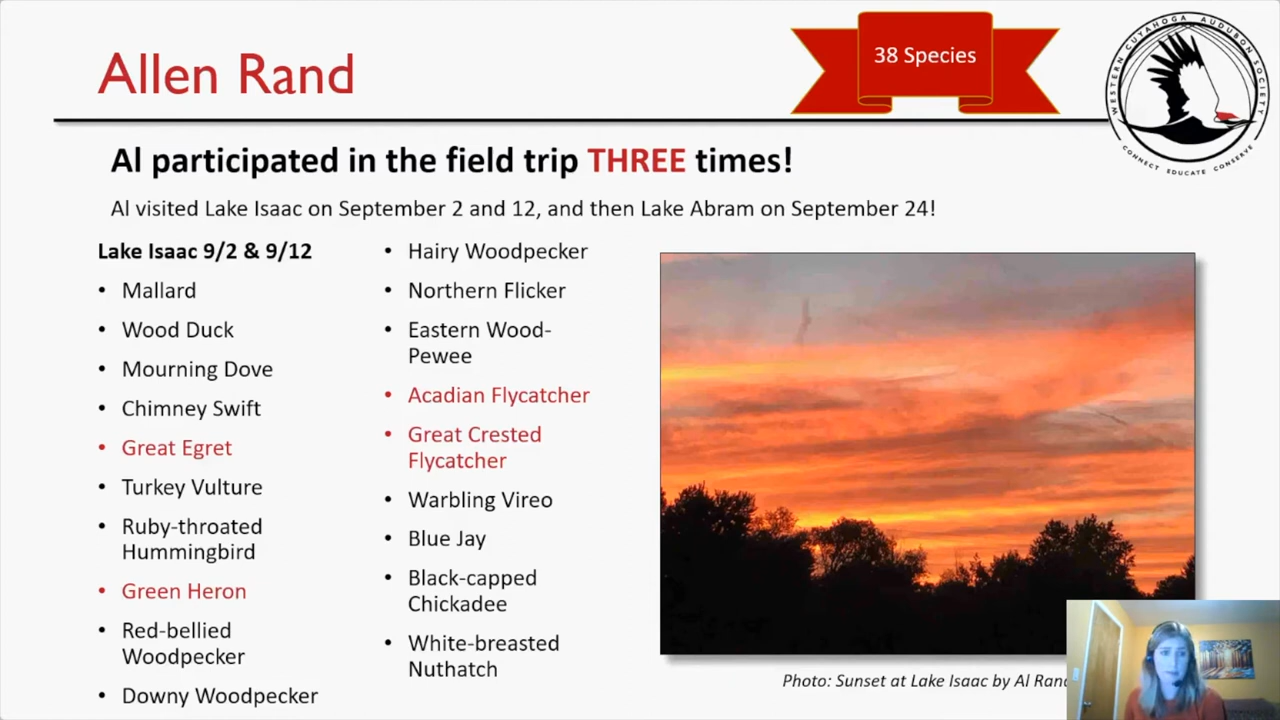 Allen Rand
38 Species
WESTERN CUYAHOGA AUDUBON SOCIETY
CONNECT EDUCATE CONSERVE
Al participated in the field trip THREE times!
Al visited Lake Isaac on September 2 and 12, and then Lake Abram on September 24!
Lake Isaac 9/2 & 9/12
• Mallard
• Wood Duck
• Mourning Dove
• Chimney Swift
• Great Egret
• Turkey Vulture
• Ruby-throated
Hummingbird
• Green Heron
• Red-bellied
Woodpecker
• Downy Woodpecker
• Hairy Woodpecker
• Northern Flicker
• Eastern Wood-
Pewee
• Acadian Flycatcher
• Great Crested
Flycatcher
• Warbling Vireo
• Blue Jay
• Black-capped
Chickadee
• White-breasted
Nuthatch
Photo: Sunset at Lake Isaac by Al Rand